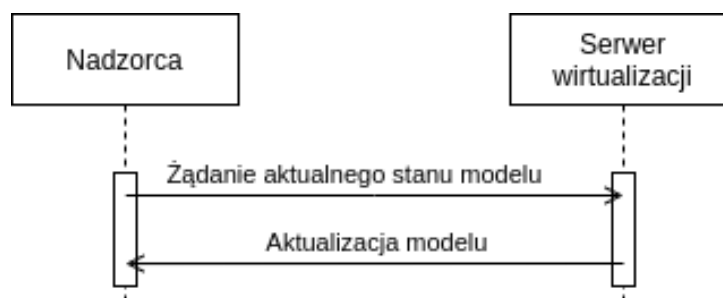 Nadzorca
Serwer
wirtualizacji
Żądanie aktualnego stanu modelu
Aktualizacja modelu